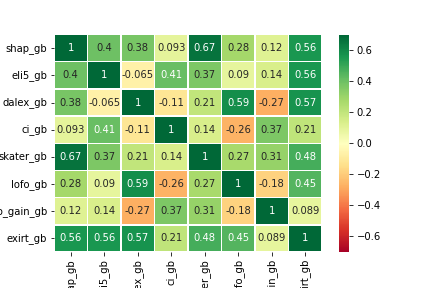 shap_gb 1 0.4 0.38 0.093 0.67 0.28 0.12 0.56
eli5_gb 0.4 1 -0.065 0.41 0.37 0.09 0.14 0.56
dalex_gb 0.38 -0.065 1 -0.11 0.21 0.59 -0.27 0.57
ci_gb 0.093 0.41 -0.11 1 0.14 -0.26 0.37 0.21
skater_gb 0.67 0.37 0.21 0.14 1 0.27 0.31 0.48
lofo_gb 0.28 0.09 0.59 -0.26 0.27 1 -0.18 0.45
_gain_gb 0.12 0.14 -0.27 0.37 0.31 -0.18 1 0.089
exirt_gb 0.56 0.56 0.57 0.21 0.48 0.45 0.089 1
ap_gb
i5_gb
ex_gb
ci_gb
er_gb
ofo_gb
in_gb
irt_gb
0.6
0.4
0.2
0.0
−0.2
−0.4
−0.6